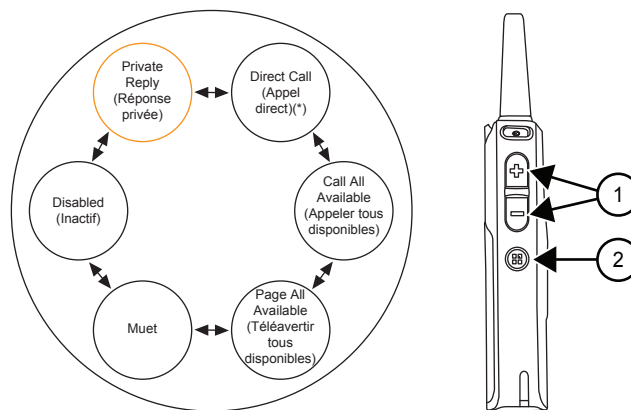 Private
Reply
(Réponse
privée)
Direct Call
(Appel
direct)(*)
Call All
Available
(Appeler tous
disponibles)
Page All
Available
(Téléavertir
tous
disponibles)
Muet
Disabled
(Inactif)
1
2